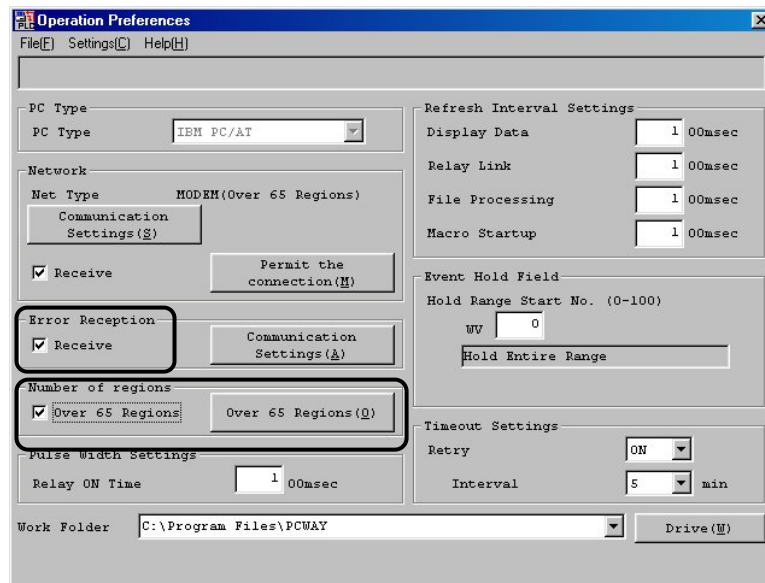 PLC Operation Preferences
File(F) Settings(C) Help(H)
PC Type
PC Type IBM PC/AT
Network
Net Type MODEM(Over 65 Regions)
Communication
Settings(S)
Receive
Permit the
connection(M)
Error Reception
Receive
Communication
Settings(A)
Number of regions
Over 65 Regions
Over 65 Regions(O)
Pulse Width Settings
Relay ON Time 1 00msec
Refresh Interval Settings
Display Data 1 00msec
Relay Link 1 00msec
File Processing 1 00msec
Macro Startup 1 00msec
Event Hold Field
Hold Range Start No. (0-100)
WV 0
Hold Entire Range
Timeout Settings
Retry ON
Interval 5 min
Work Folder C:\Program Files\PCWAY
Drive(W)